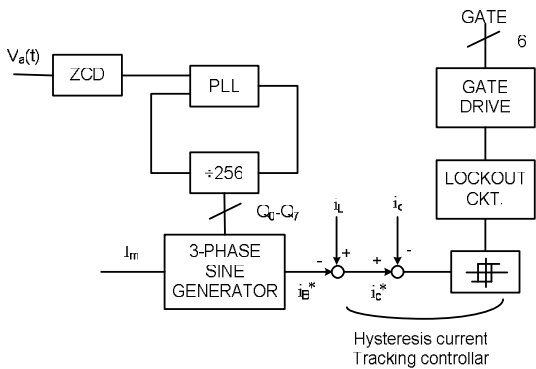 GATE
6
Va(t)
ZCD
PLL
GATE
DRIVE
÷256
LOCKOUT
CKT.
Q0-Q7
iL
ic
Im
3-PHASE
SINE
GENERATOR
- + + -
iB* ic*
Hysteresis current
Tracking controllar